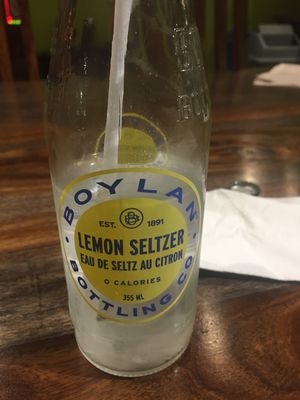 BOYLAN
EST. 1891
LEMON SELTZER
EAU DE SELTZ AU CITRON
0 CALORIES
355 ML
BOTTLING CO.